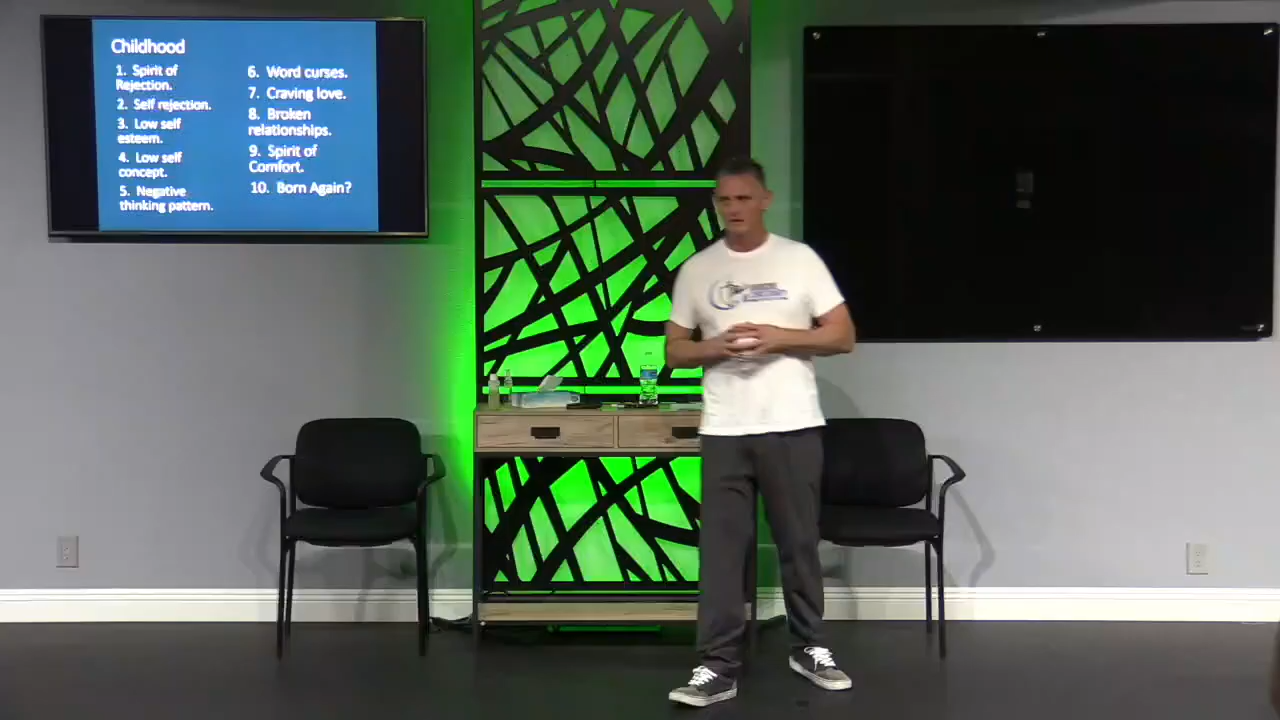 Childhood
1. Spirit of
Rejection.
2. Self rejection.
3. Low self
esteem.
4. Low self
concept.
5. Negative
thinking pattern.
6. Word curses.
7. Craving love.
8. Broken
relationships.
9. Spirit of
Comfort.
10. Born Again?